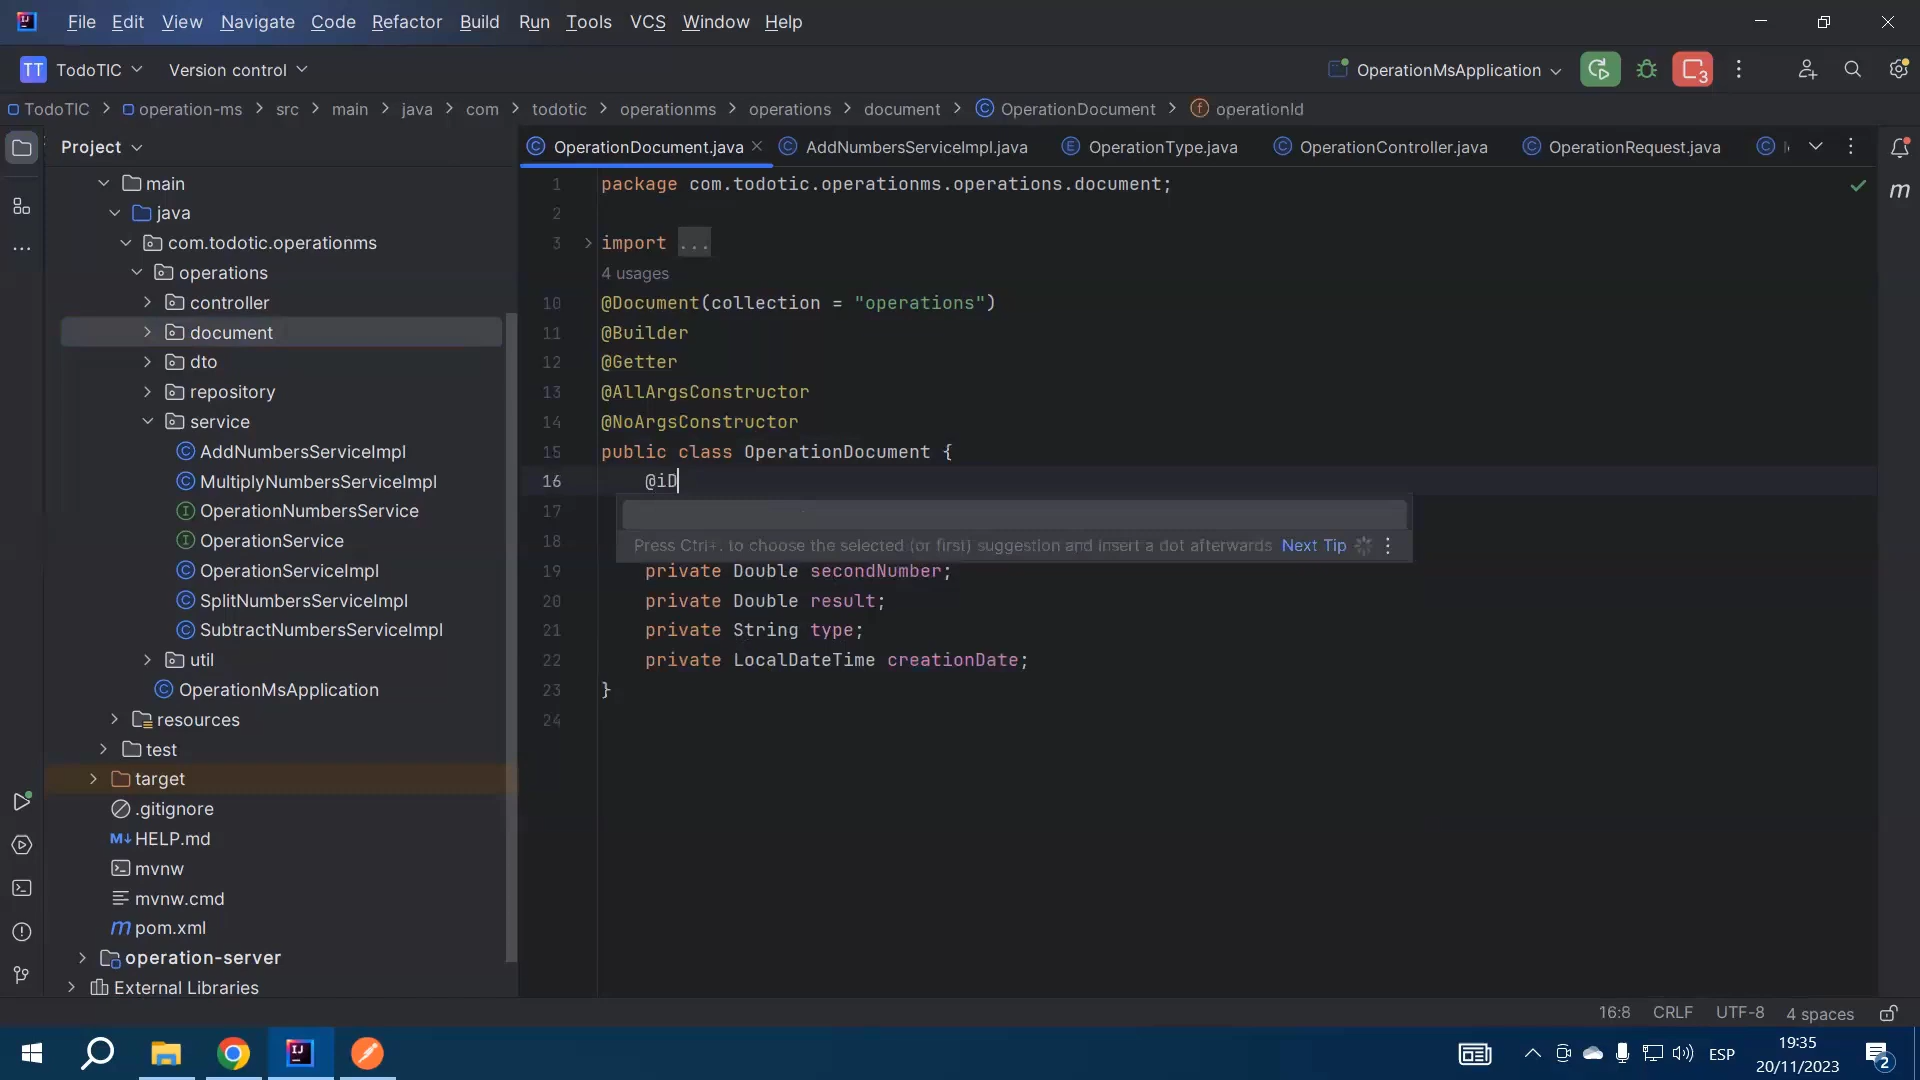 File Edit View Navigate Code Refactor Build Run Tools VCS Window Help
TT TodoTIC Version control OperationMsApplication 3
TodoTIC > operation-ms > src > main > java > com > todotic > operationms > operations > document > OperationDocument > operationId
Project
OperationDocument.java AddNumbersServiceImpl.java OperationType.java OperationController.java OperationRequest.java
main
java
com.todotic.operationms
operations
controller
document
dto
repository
service
AddNumbersServiceImpl
MultiplyNumbersServiceImpl
OperationNumbersService
OperationService
OperationServiceImpl
SplitNumbersServiceImpl
SubtractNumbersServiceImpl
util
OperationMsApplication
resources
test
target
.gitignore
HELP.md
mvnw
mvnw.cmd
pom.xml
operation-server
External Libraries
1 package com.todotic.operationms.operations.document;
2
3 import ...
4 usages
10 @Document(collection = "operations")
11 @Builder
12 @Getter
13 @AllArgsConstructor
14 @NoArgsConstructor
15 public class OperationDocument {
16 @iD
17
Press Ctrl+. to choose the selected (or first) suggestion and insert a dot afterwards Next Tip
18
19 private Double secondNumber;
20 private Double result;
21 private String type;
22 private LocalDateTime creationDate;
23 }
24
16:8 CRLF UTF-8 4 spaces
ESP
19:35
20/11/2023
2